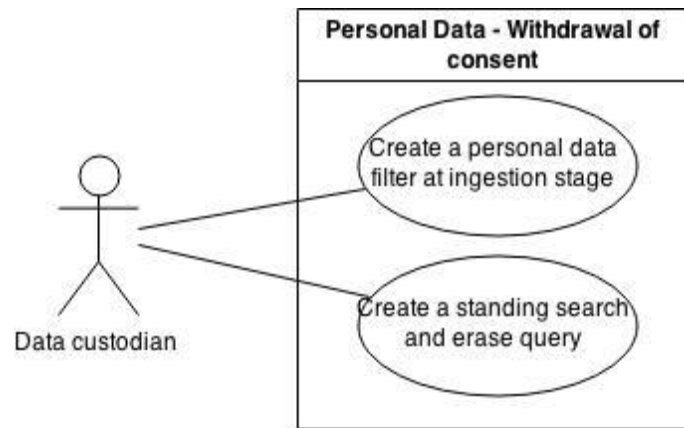 Personal Data - Withdrawal of
consent
Create a personal data
filter at ingestion stage
Create a standing search
and erase query
Data custodian